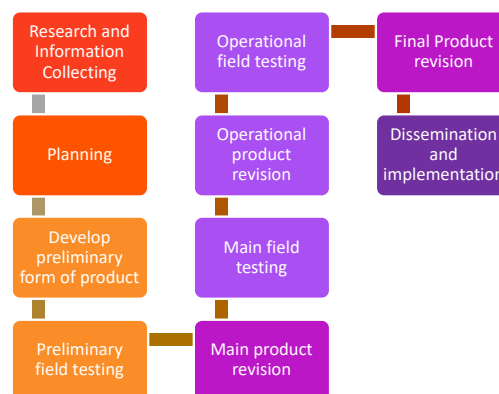 Research and
Information
Collecting
Planning
Develop
preliminary
form of product
Preliminary
field testing
Main product
revision
Main field
testing
Operational
product
revision
Operational
field testing
Final Product
revision
Dissemination
and
implementation